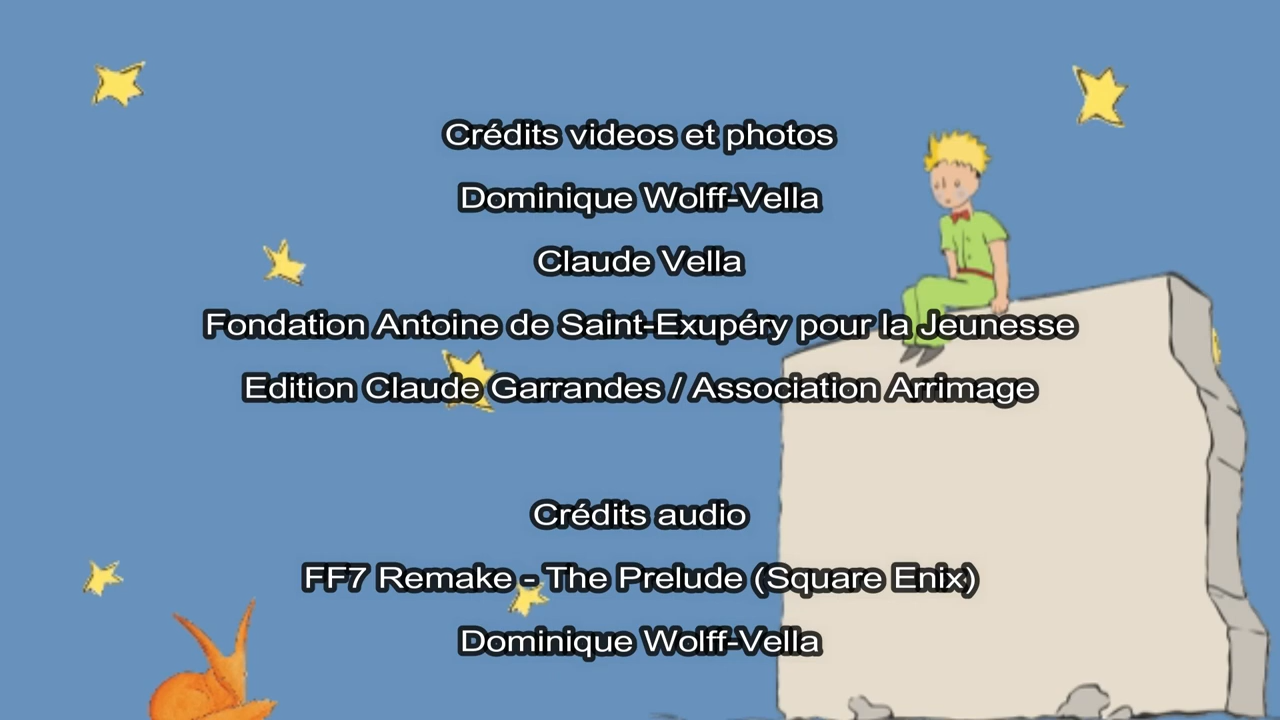 Crédits videos et photos
Dominique Wolff-Vella
Claude Vella
Fondation Antoine de Saint-Exupéry pour la Jeunesse
Edition Claude Garrandes / Association Arrimage
Crédits audio
FF7 Remake - The Prelude (Square Enix)
Dominique Wolff-Vella